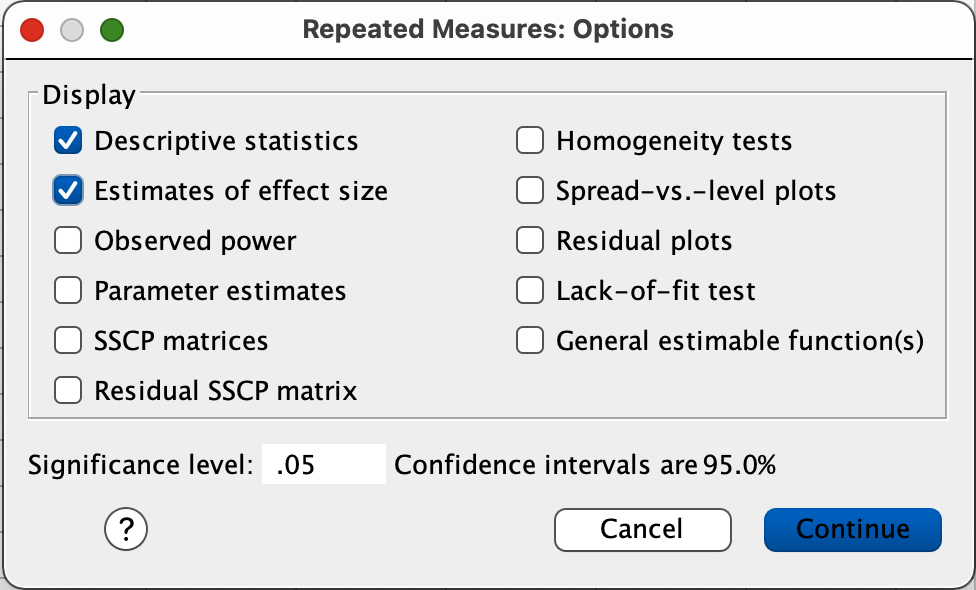 Repeated Measures: Options
Display
Descriptive statistics
Estimates of effect size
Observed power
Parameter estimates
SSCP matrices
Residual SSCP matrix
Homogeneity tests
Spread-vs.-level plots
Residual plots
Lack-of-fit test
General estimable function(s)
Significance level: .05 Confidence intervals are 95.0%
? Cancel Continue